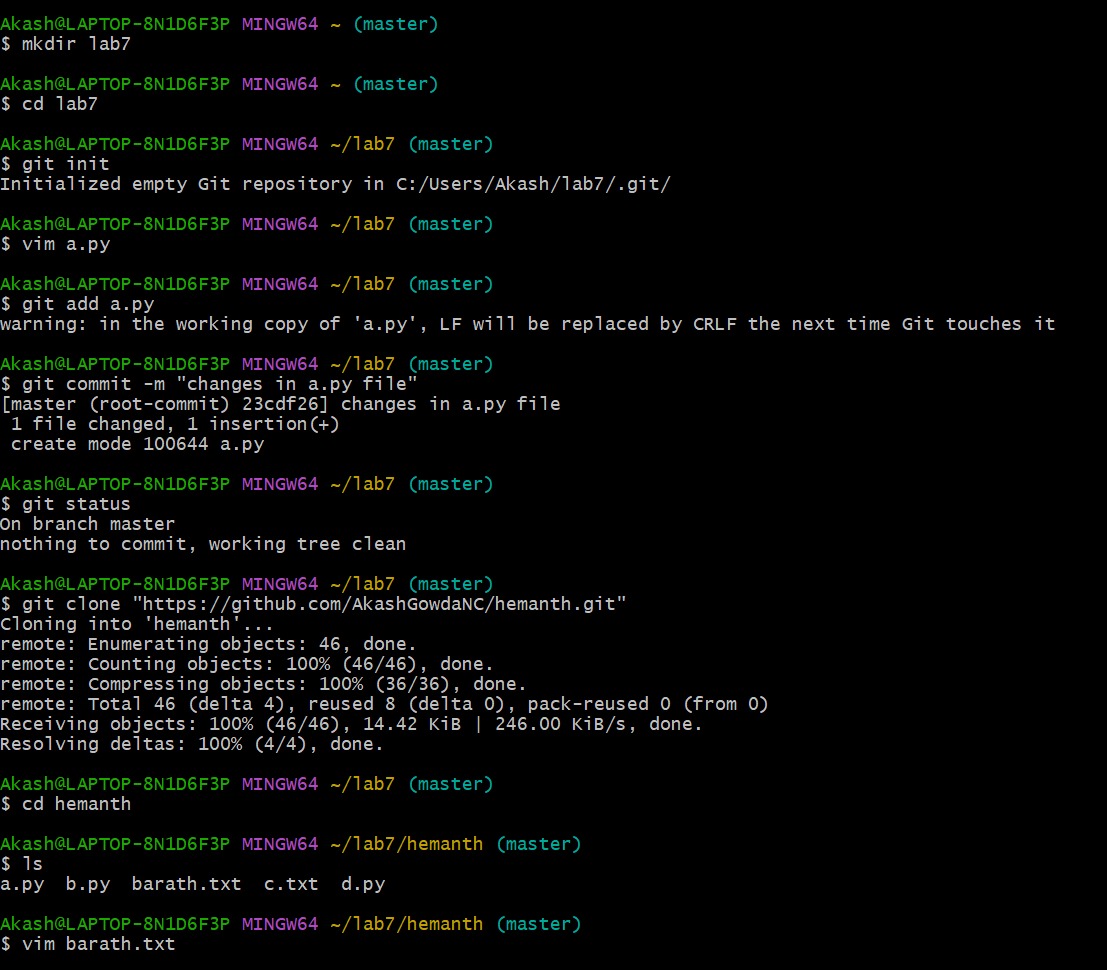 Akash@LAPTOP-8N1D6F3P MINGW64 ~ (master)
$ mkdir lab7
Akash@LAPTOP-8N1D6F3P MINGW64 ~ (master)
$ cd lab7
Akash@LAPTOP-8N1D6F3P MINGW64 ~/lab7 (master)
$ git init
Initialized empty Git repository in C:/Users/Akash/lab7/.git/
Akash@LAPTOP-8N1D6F3P MINGW64 ~/lab7 (master)
$ vim a.py
Akash@LAPTOP-8N1D6F3P MINGW64 ~/lab7 (master)
$ git add a.py
warning: in the working copy of 'a.py', LF will be replaced by CRLF the next time Git touches it
Akash@LAPTOP-8N1D6F3P MINGW64 ~/lab7 (master)
$ git commit -m "changes in a.py file"
[master (root-commit) 23cdf26] changes in a.py file
 1 file changed, 1 insertion(+)
 create mode 100644 a.py
Akash@LAPTOP-8N1D6F3P MINGW64 ~/lab7 (master)
$ git status
On branch master
nothing to commit, working tree clean
Akash@LAPTOP-8N1D6F3P MINGW64 ~/lab7 (master)
$ git clone "https://github.com/AkashGowdaNC/hemanth.git"
Cloning into 'hemanth'...
remote: Enumerating objects: 46, done.
remote: Counting objects: 100% (46/46), done.
remote: Compressing objects: 100% (36/36), done.
remote: Total 46 (delta 4), reused 8 (delta 0), pack-reused 0 (from 0)
Receiving objects: 100% (46/46), 14.42 KiB | 246.00 KiB/s, done.
Resolving deltas: 100% (4/4), done.
Akash@LAPTOP-8N1D6F3P MINGW64 ~/lab7 (master)
$ cd hemanth
Akash@LAPTOP-8N1D6F3P MINGW64 ~/lab7/hemanth (master)
$ ls
a.py  b.py  barath.txt  c.txt  d.py
Akash@LAPTOP-8N1D6F3P MINGW64 ~/lab7/hemanth (master)
$ vim barath.txt